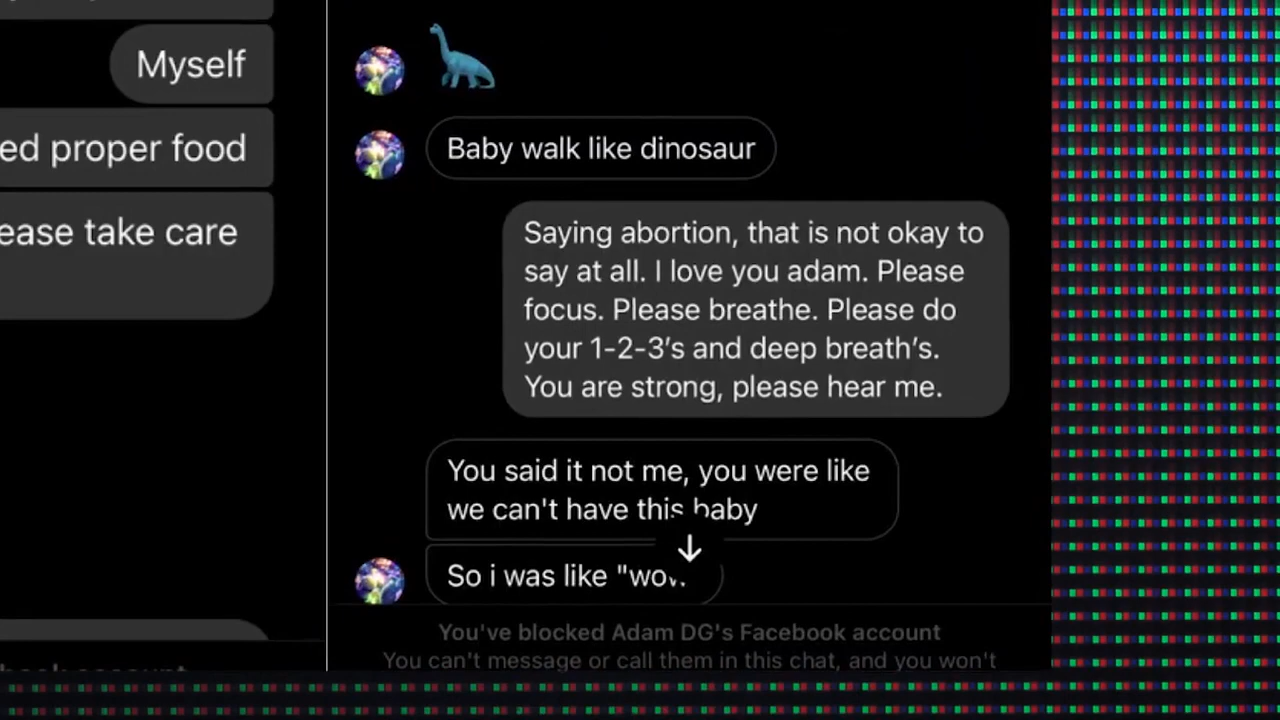 Myself
ed proper food
ease take care
Baby walk like dinosaur
Saying abortion, that is not okay to
say at all. I love you adam. Please
focus. Please breathe. Please do
your 1-2-3's and deep breath's.
You are strong, please hear me.
You said it not me, you were like
we can't have this baby
So i was like "wow
You've blocked Adam DG's Facebook account
You can't message or call them in this chat, and you won't